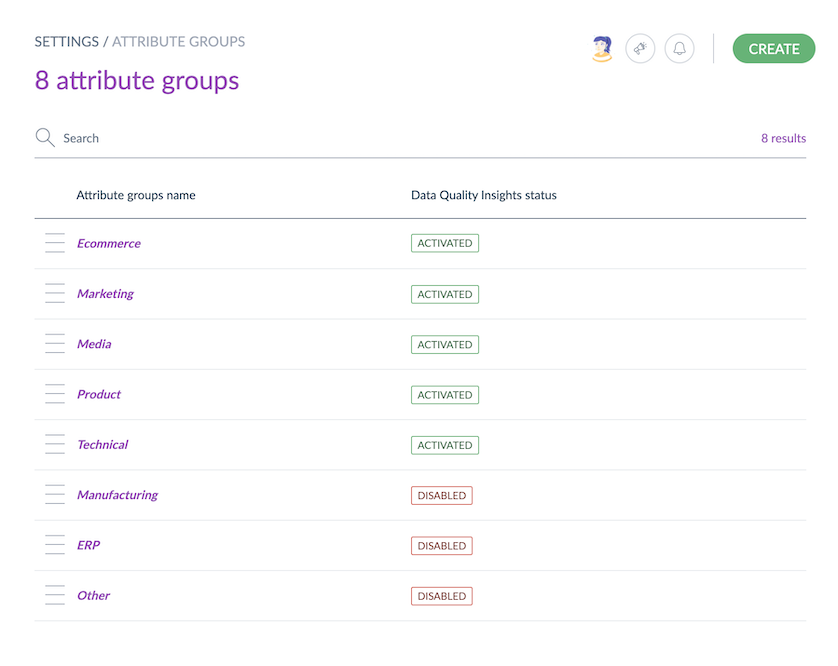 SETTINGS / ATTRIBUTE GROUPS
CREATE
8 attribute groups
Search
8 results
Attribute groups name Data Quality Insights status
Ecommerce ACTIVATED
Marketing ACTIVATED
Media ACTIVATED
Product ACTIVATED
Technical ACTIVATED
Manufacturing DISABLED
ERP DISABLED
Other DISABLED